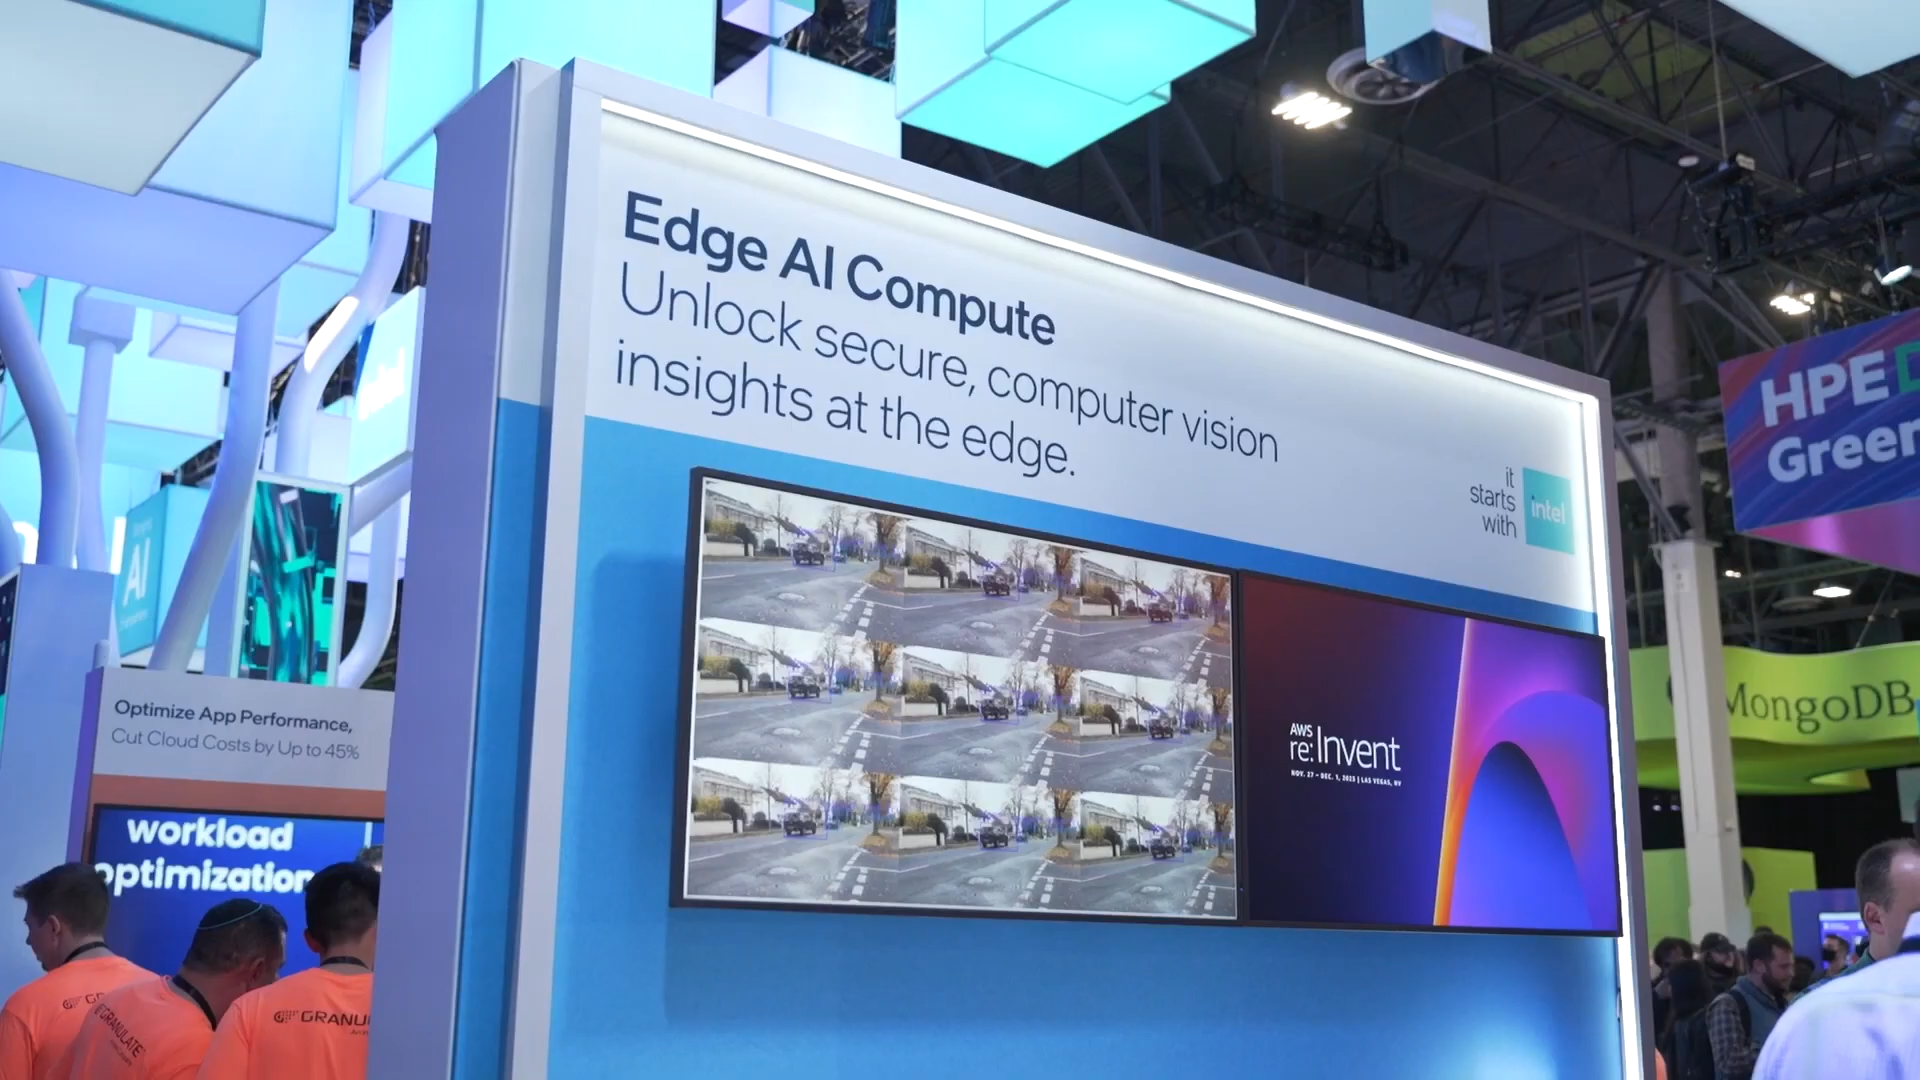 Edge AI Compute
Unlock secure, computer vision
insights at the edge.
it
starts
with
intel
AWS
re:Invent
NOV. 27 – DEC. 1, 2023 | LAS VEGAS, NV
HPE
Green
MongoDB
AI
Optimize App Performance,
Cut Cloud Costs by Up to 45%
workload
optimization
GRANULATE